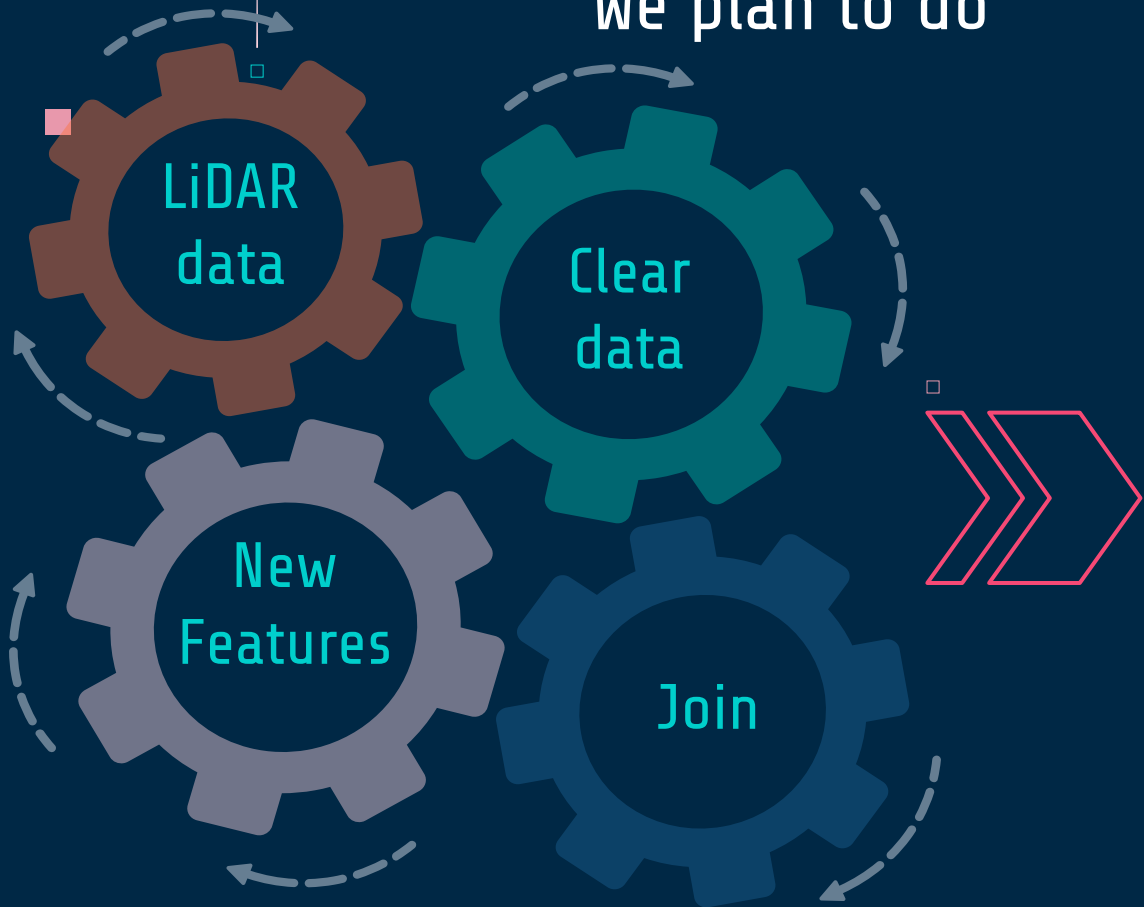 we plan to do
LiDAR
data
Clear
data
New
Features
Join